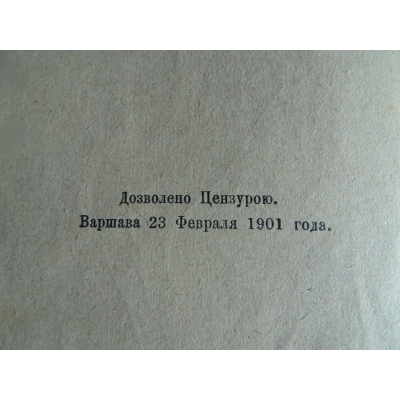 Дозволено Цензурою.
Варшава 23 Февраля 1901 года.